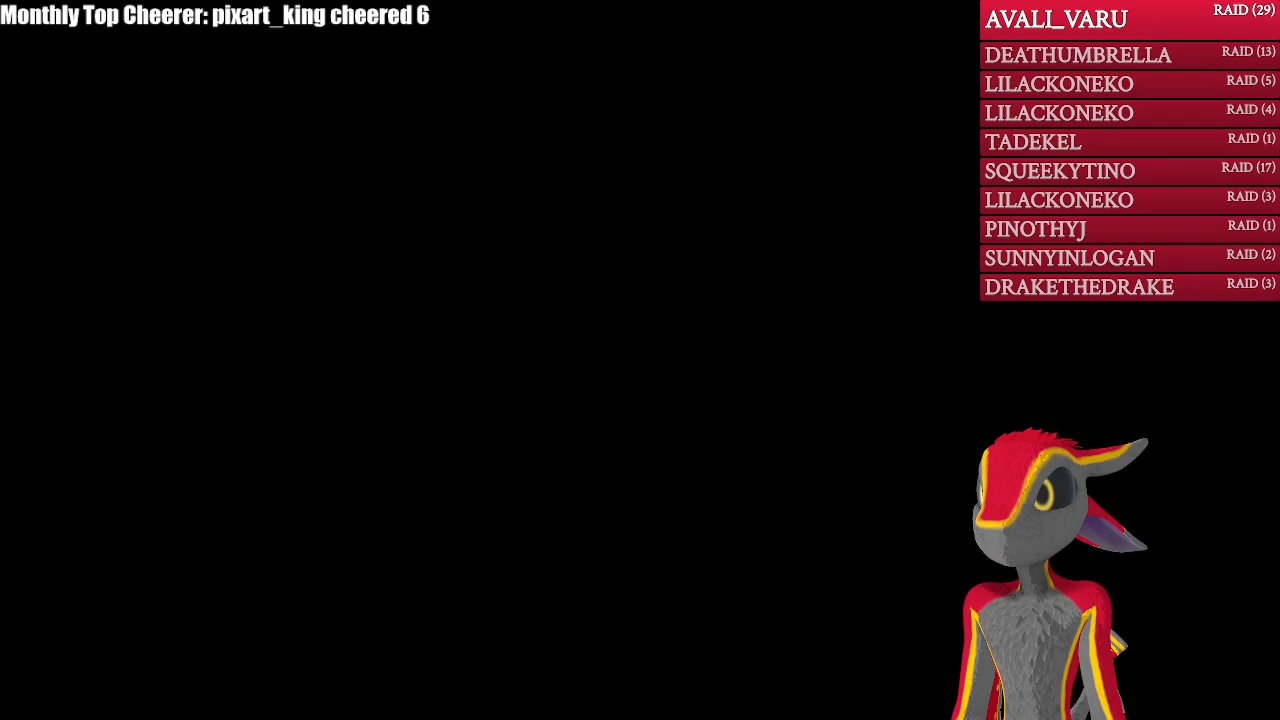 Monthly Top Cheerer: pixart_king cheered 6
AVALI_VARU RAID (29)
DEATHUMBRELLA RAID (13)
LILACKONEKO RAID (5)
LILACKONEKO RAID (4)
TADEKEL RAID (1)
SQUEEKYTINO RAID (17)
LILACKONEKO RAID (3)
PINOTHYJ RAID (1)
SUNNYINLOGAN RAID (2)
DRAKETHEDRAKE RAID (3)